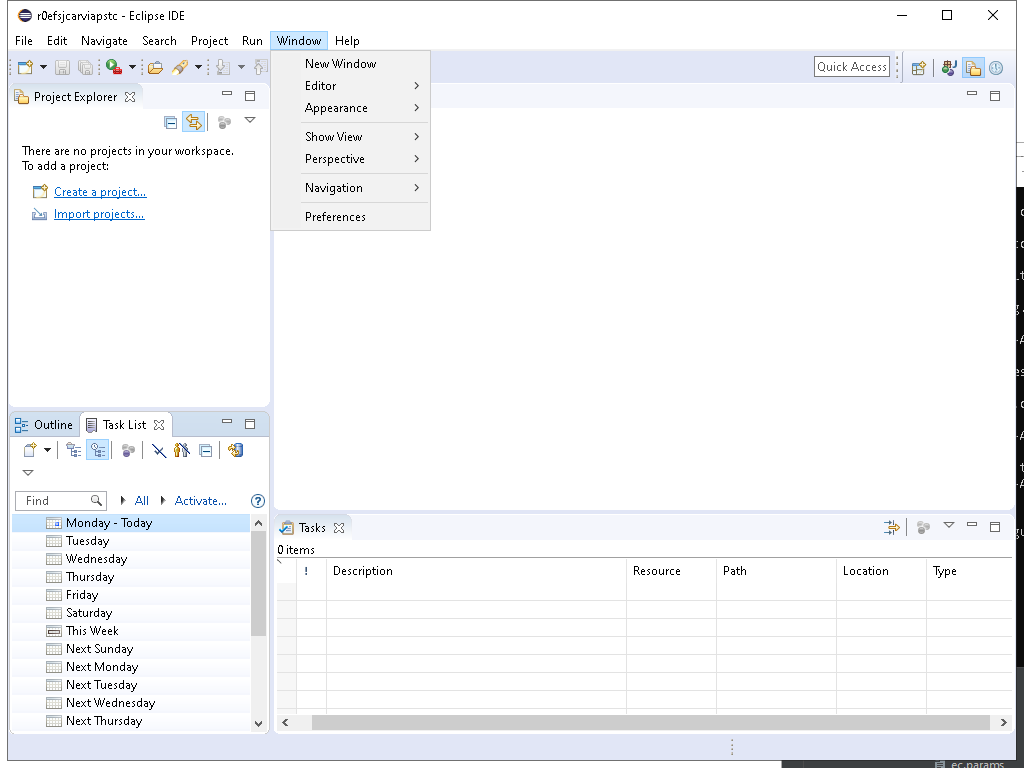 r0efsjcarviapstc - Eclipse IDE
File Edit Navigate Search Project Run Window Help
New Window
Editor
Appearance
Show View
Perspective
Navigation
Preferences
Quick Access
Project Explorer
There are no projects in your workspace.
To add a project:
Create a project...
Import projects...
Outline Task List
Find All Activate...
Monday - Today
Tuesday
Wednesday
Thursday
Friday
Saturday
This Week
Next Sunday
Next Monday
Next Tuesday
Next Wednesday
Next Thursday
Tasks
0 items
! Description Resource Path Location Type
ec.params